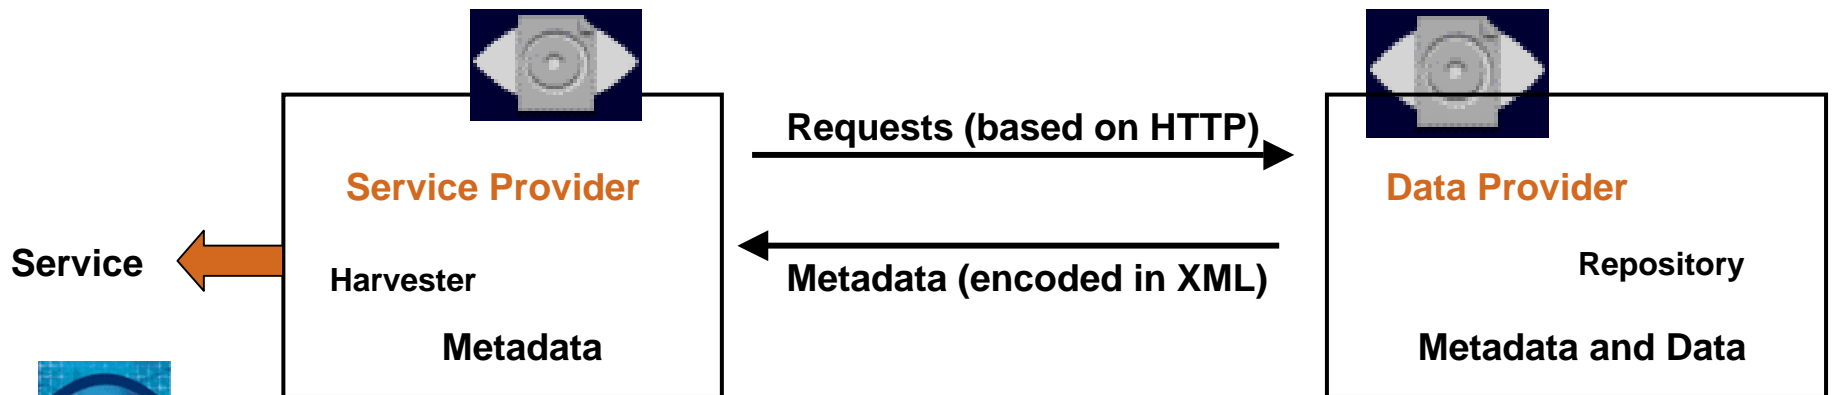 Requests (based on HTTP)
Service Provider
Data Provider
Service
Harvester
Metadata (encoded in XML)
Repository
Metadata
Metadata and Data